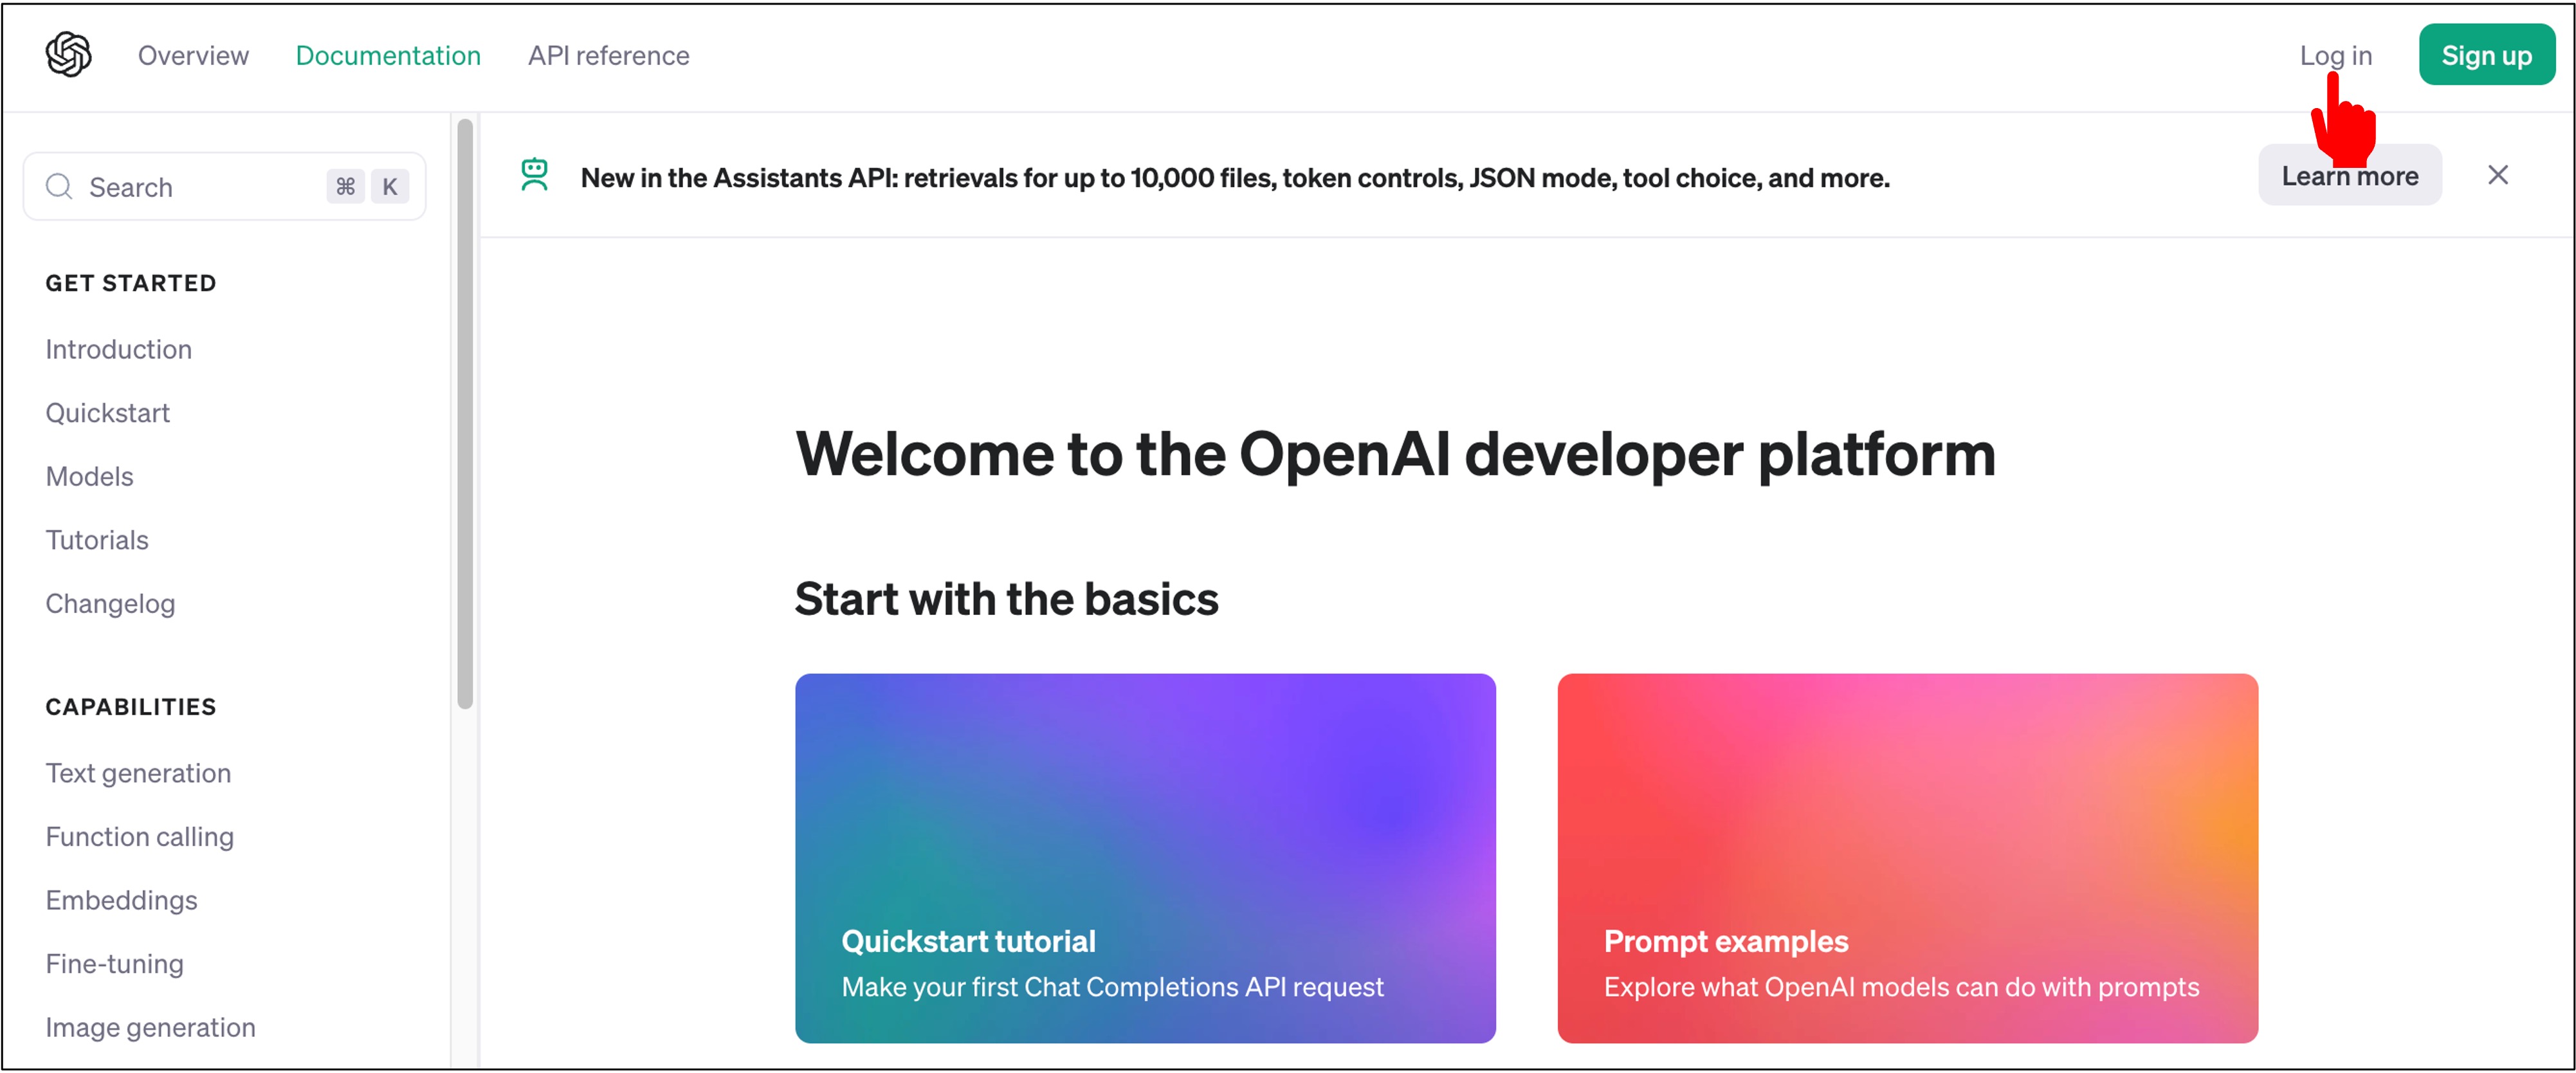 Overview Documentation API reference Log in Sign up
Search ⌘ K
New in the Assistants API: retrievals for up to 10,000 files, token controls, JSON mode, tool choice, and more. Learn more
GET STARTED
Introduction
Quickstart
Models
Tutorials
Changelog
CAPABILITIES
Text generation
Function calling
Embeddings
Fine-tuning
Image generation
Welcome to the OpenAI developer platform
Start with the basics
Quickstart tutorial
Make your first Chat Completions API request
Prompt examples
Explore what OpenAI models can do with prompts